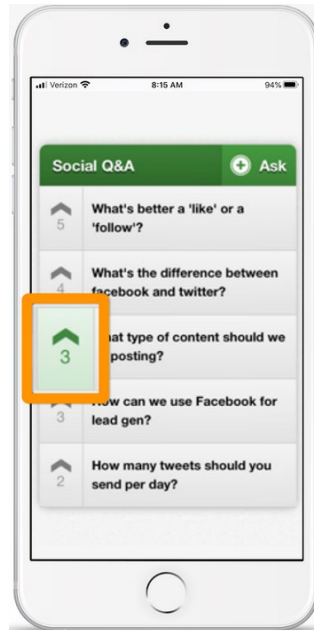 Verizon 8:15 AM 94%
Social Q&A Ask
5 What's better a 'like' or a
'follow'?
4 What's the difference between
facebook and twitter?
3 at type of content should we
posting?
3 How can we use Facebook for
lead gen?
2 How many tweets should you
send per day?